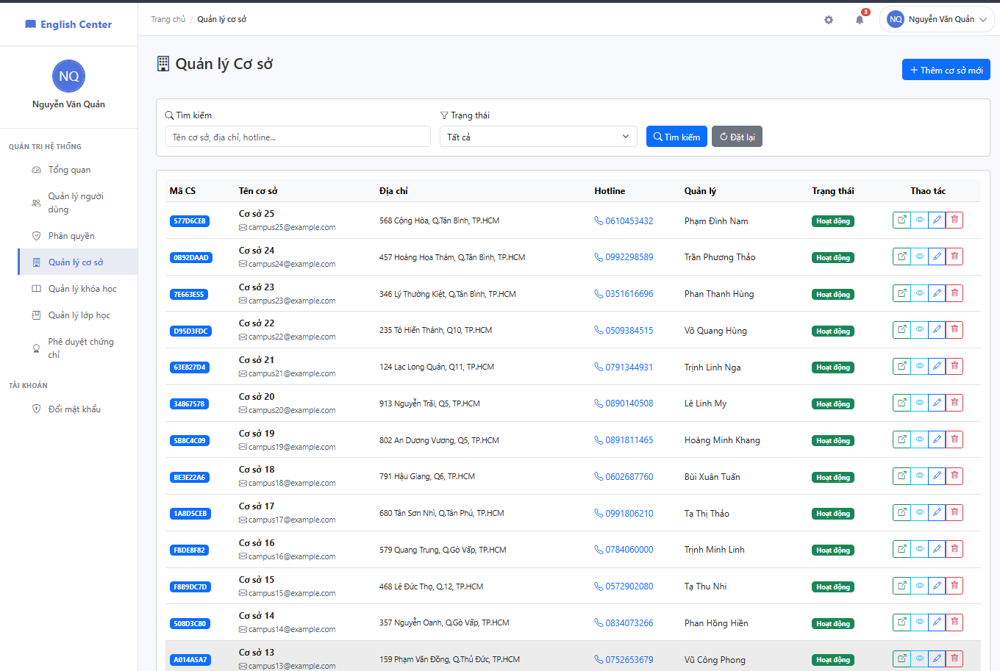 English Center
Trang chủ / Quản lý cơ sở
3
NQ Nguyễn Văn Quản
NQ
Nguyễn Văn Quản
QUẢN TRỊ HỆ THỐNG
Tổng quan
Quản lý người
dùng
Phân quyền
Quản lý cơ sở
Quản lý khóa học
Quản lý lớp học
Phê duyệt chứng
chỉ
TÀI KHOẢN
Đổi mật khẩu
Quản lý Cơ sở
+ Thêm cơ sở mới
Tìm kiếm
Trạng thái
Tên cơ sở, địa chỉ, hotline...
Tất cả
Tìm kiếm
Đặt lại
Mã CS Tên cơ sở Địa chỉ Hotline Quản lý Trạng thái Thao tác
577D6CE8 Cơ sở 25 568 Cộng Hòa, Q.Tân Bình, TP.HCM 0610453432 Phạm Đình Nam Hoạt động
campus25@example.com
0B92DAAD Cơ sở 24 457 Hoàng Hoa Thám, Q.Tân Bình, TP.HCM 0992298589 Trần Phương Thảo Hoạt động
campus24@example.com
7E663E55 Cơ sở 23 346 Lý Thường Kiệt, Q.Tân Bình, TP.HCM 0351616696 Phan Thanh Hùng Hoạt động
campus23@example.com
D95D3FDC Cơ sở 22 235 Tô Hiến Thành, Q10, TP.HCM 0509384515 Võ Quang Hùng Hoạt động
campus22@example.com
63E827D4 Cơ sở 21 124 Lạc Long Quân, Q11, TP.HCM 0791344931 Trịnh Linh Nga Hoạt động
campus21@example.com
34867578 Cơ sở 20 913 Nguyễn Trãi, Q5, TP.HCM 0890140508 Lê Linh My Hoạt động
campus20@example.com
5B8C4C09 Cơ sở 19 802 An Dương Vương, Q5, TP.HCM 0891811465 Hoàng Minh Khang Hoạt động
campus19@example.com
BE3E22A6 Cơ sở 18 791 Hậu Giang, Q6, TP.HCM 0602687760 Bùi Xuân Tuấn Hoạt động
campus18@example.com
1A8D5CEB Cơ sở 17 680 Tân Sơn Nhì, Q.Tân Phú, TP.HCM 0991806210 Tạ Thị Thảo Hoạt động
campus17@example.com
FBDEBF82 Cơ sở 16 579 Quang Trung, Q.Gò Vấp, TP.HCM 0784060000 Trịnh Minh Linh Hoạt động
campus16@example.com
F8B9DC7D Cơ sở 15 468 Lê Đức Thọ, Q.12, TP.HCM 0572902080 Tạ Thu Nhi Hoạt động
campus15@example.com
508D3CB0 Cơ sở 14 357 Nguyễn Oanh, Q.Gò Vấp, TP.HCM 0834073266 Phan Hồng Hiền Hoạt động
campus14@example.com
A014A5A7 Cơ sở 13 159 Phạm Văn Đồng, Q.Thủ Đức, TP.HCM 0752653679 Vũ Công Phong Hoạt động
campus13@example.com